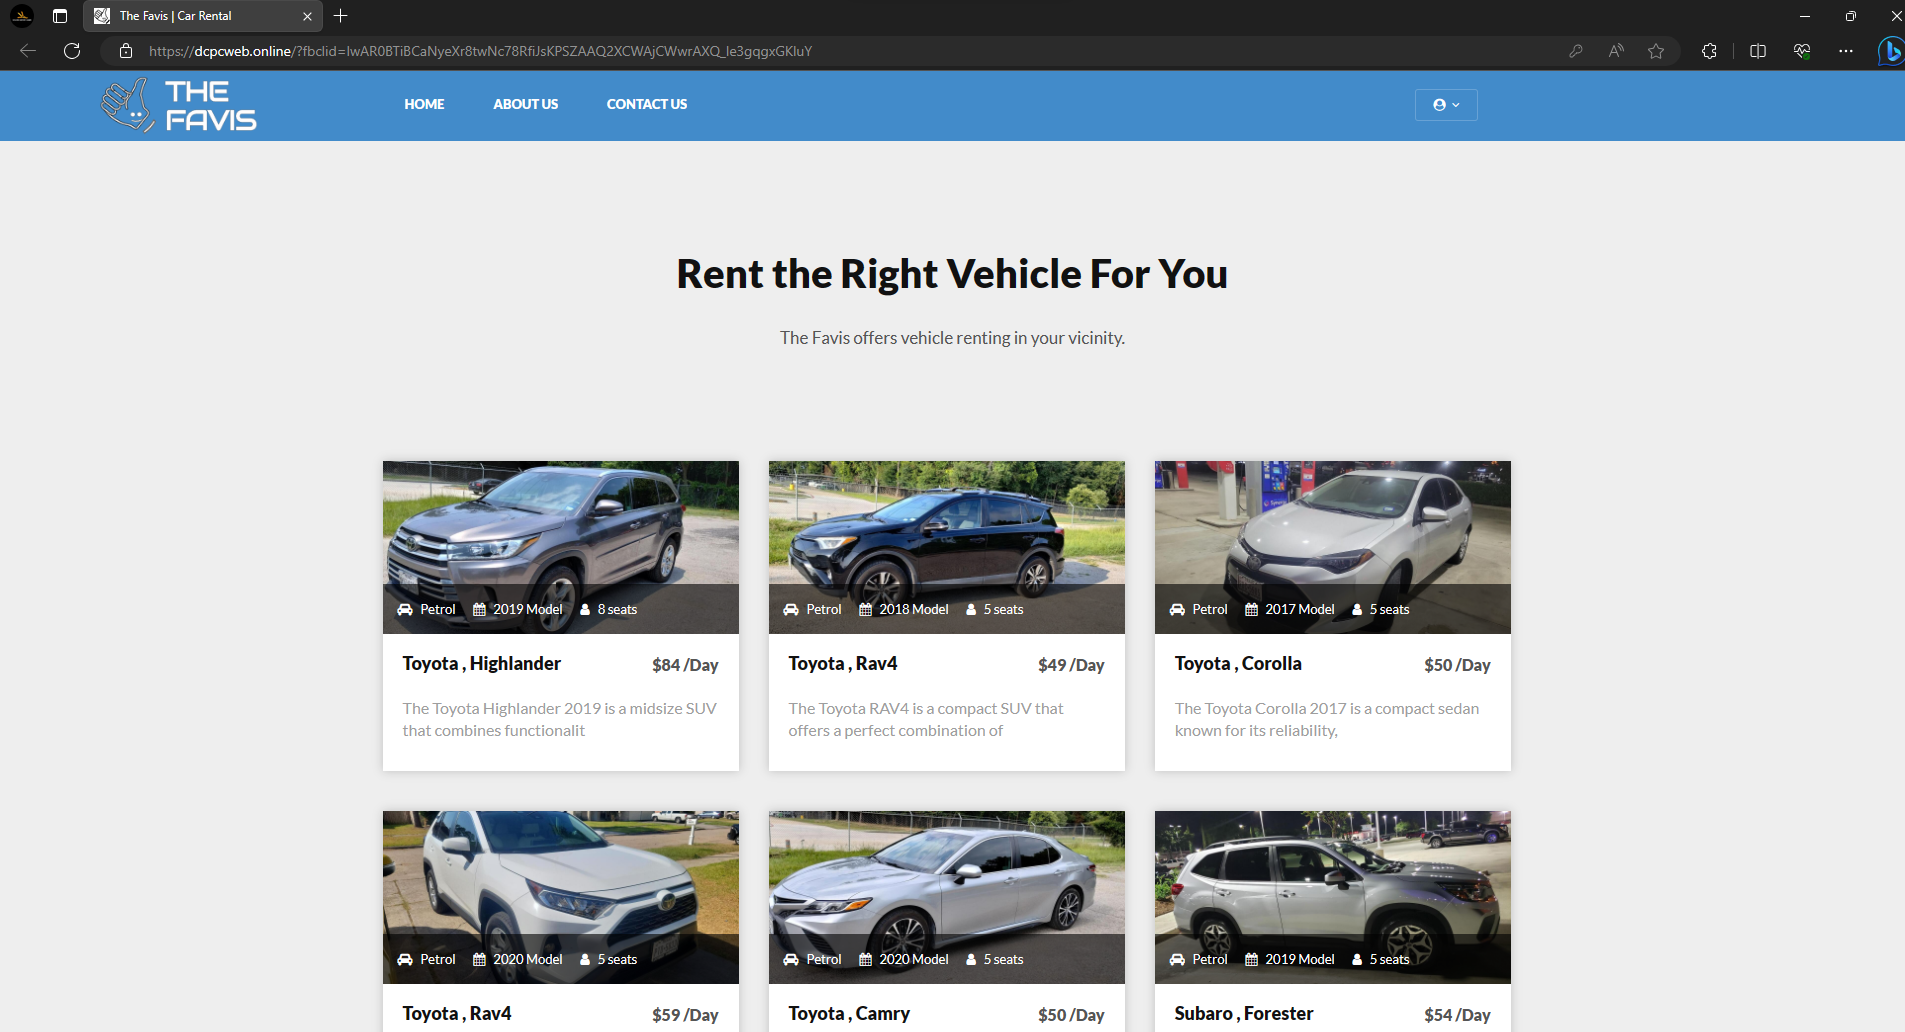 The Favis | Car Rental
https://dcpcweb.online/?fbclid=IwAR0BTiBCaNyeXr8twNc78RfiJsKPSZAAQ2XCWAjCWwrAXQ_Ie3gqgxGKIuY
THE
FAVIS
HOME
ABOUT US
CONTACT US
Rent the Right Vehicle For You
The Favis offers vehicle renting in your vicinity.
Petrol 2019 Model 8 seats
Toyota , Highlander $84 /Day
The Toyota Highlander 2019 is a midsize SUV
that combines functionalit
Petrol 2018 Model 5 seats
Toyota , Rav4 $49 /Day
The Toyota RAV4 is a compact SUV that
offers a perfect combination of
Petrol 2017 Model 5 seats
Toyota , Corolla $50 /Day
The Toyota Corolla 2017 is a compact sedan
known for its reliability,
Petrol 2020 Model 5 seats
Toyota , Rav4 $59 /Day
Petrol 2020 Model 5 seats
Toyota , Camry $50 /Day
Petrol 2019 Model 5 seats
Subaro , Forester $54 /Day